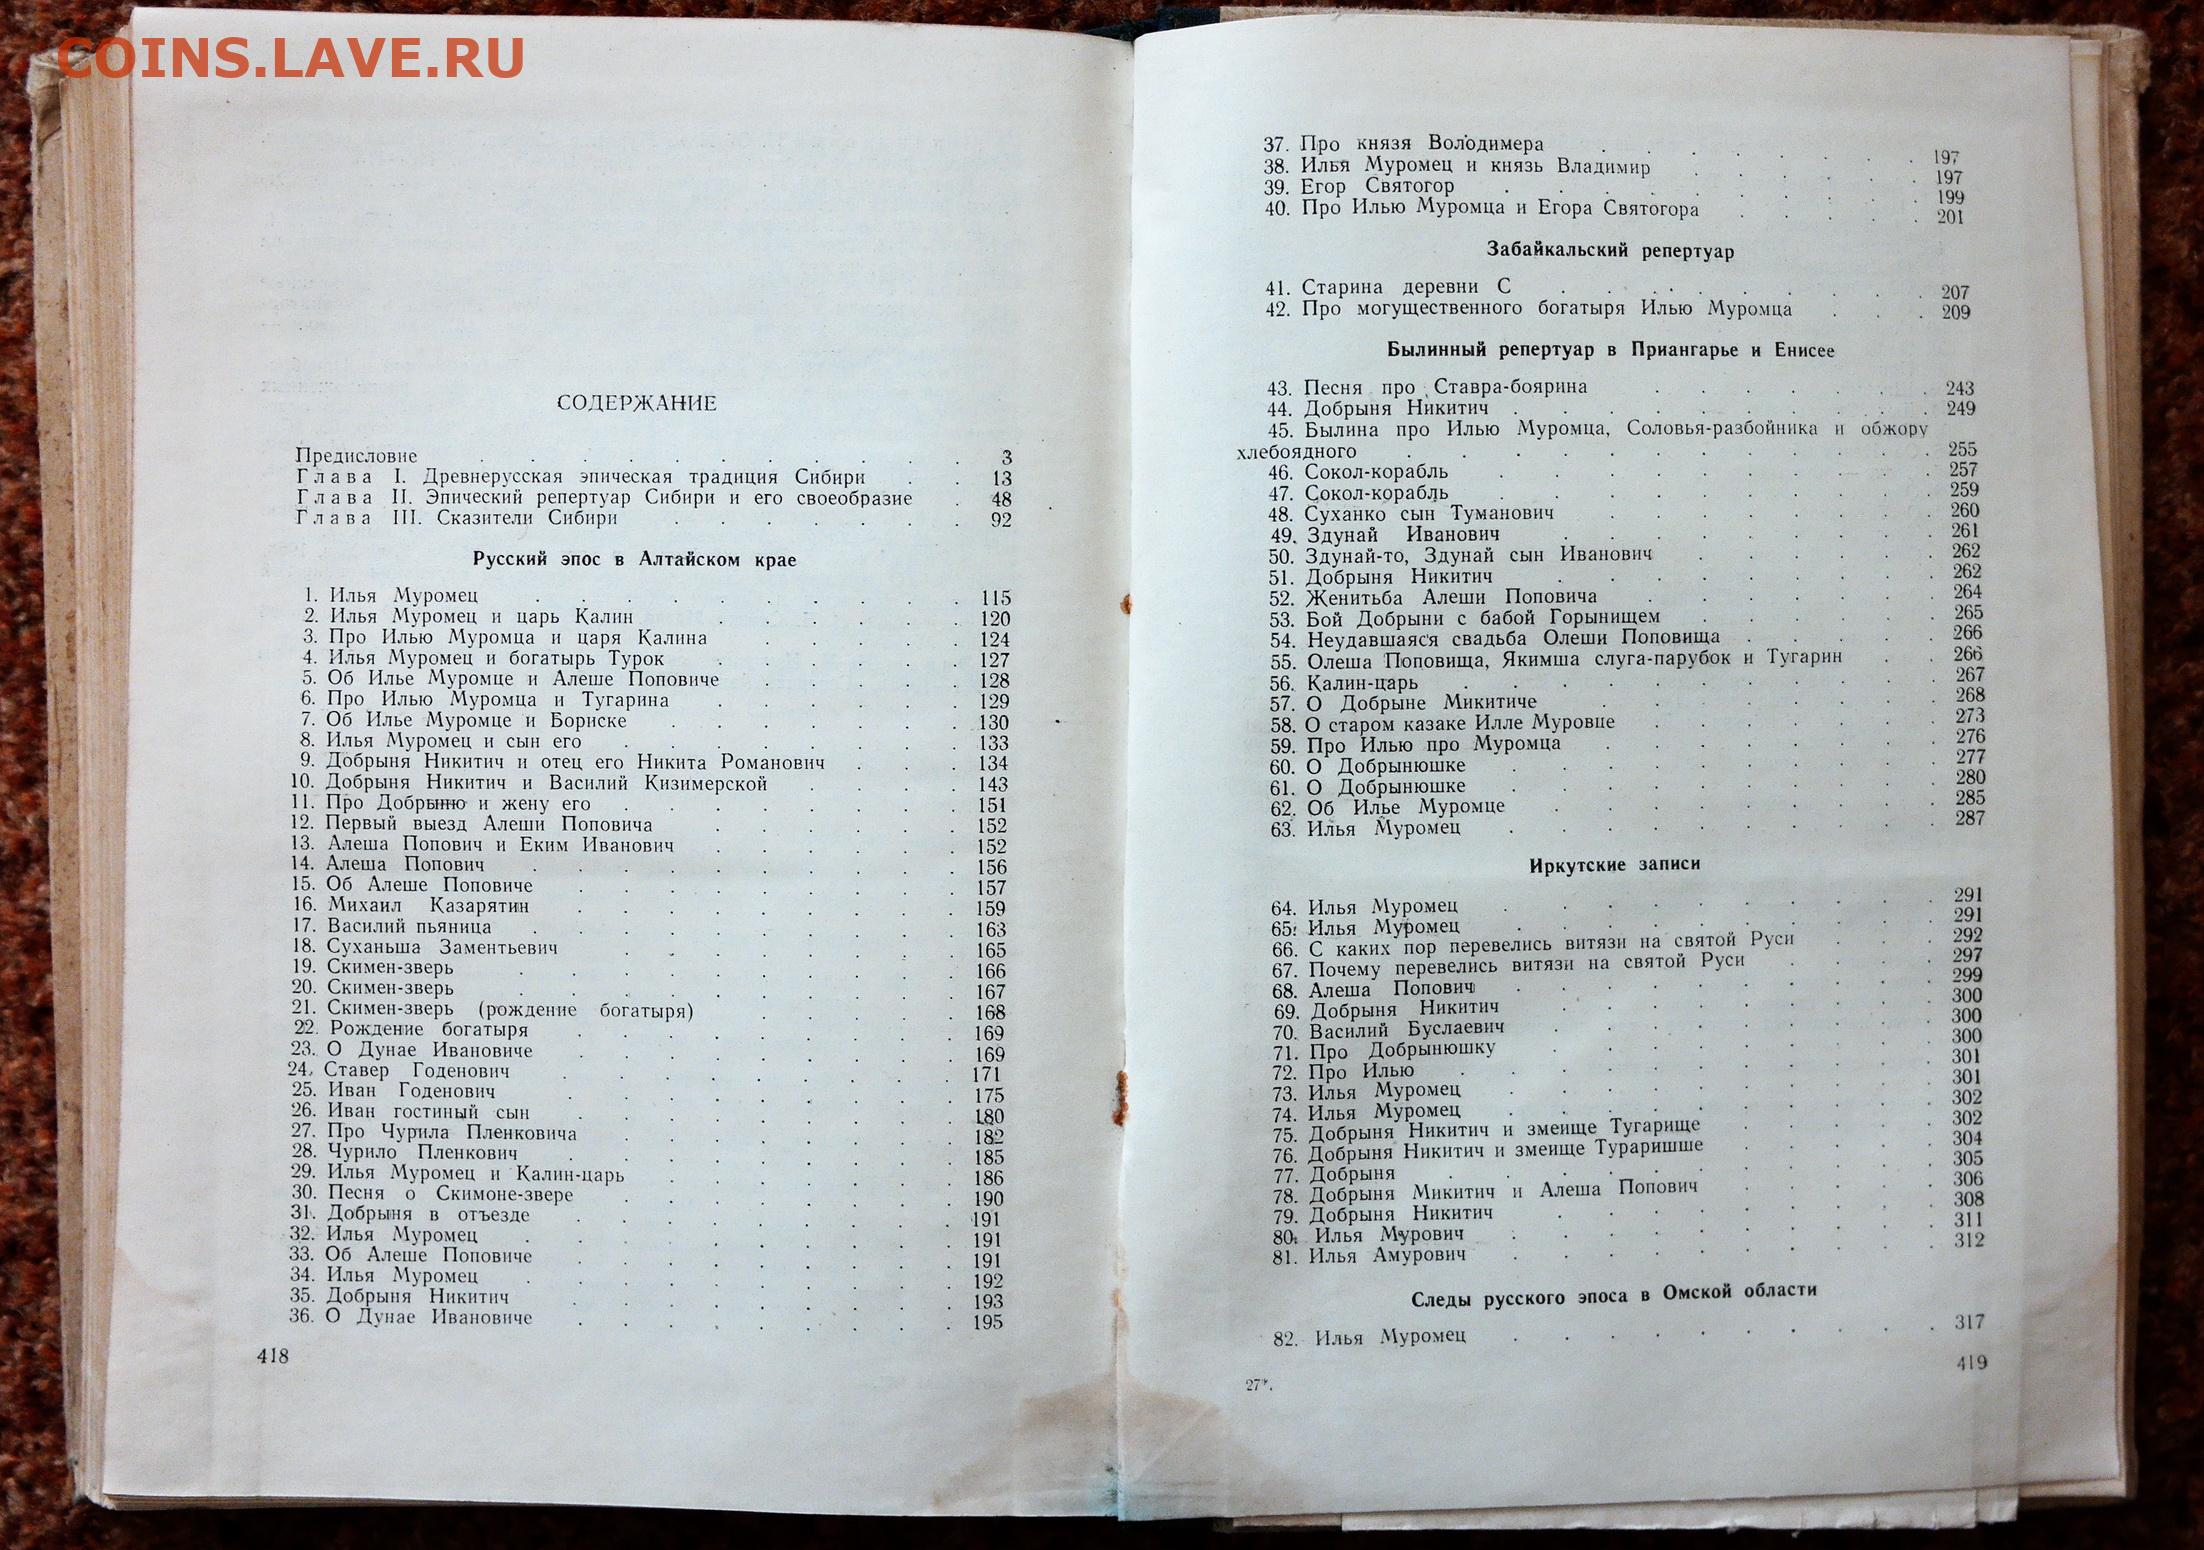 COINS.LAVE.RU
СОДЕРЖАНИЕ
Предисловие . . . . . . . . . . . 3
Глава I. Древнерусская эпическая традиция Сибири . . 13
Глава II. Эпический репертуар Сибири и его своеобразие . 48
Глава III. Сказители Сибири . . . . . . . 92
Русский эпос в Алтайском крае
1. Илья Муромец . . . . . . . . . . 115
2. Илья Муромец и царь Калин . . . . . . 120
3. Про Илью Муромца и царя Калина . . . . . 124
4. Илья Муромец и богатырь Турок . . . . . . 127
5. Об Илье Муромце и Алеше Поповиче . . . . . 128
6. Про Илью Муромца и Тугарина . . . . . . 129
7. Об Илье Муромце и Бориске . . . . . . . 130
8. Илья Муромец и сын его . . . . . . . . 133
9. Добрыня Никитич и отец его Никита Романович . . . 134
10. Добрыня Никитич и Василий Кизимерской . . . . 143
11. Про Добрыню и жену его . . . . . . . . 151
12. Первый выезд Алеши Поповича . . . . . . 152
13. Алеша Попович и Еким Иванович . . . . . . 152
14. Алеша Попович . . . . . . . . . . 156
15. Об Алеше Поповиче . . . . . . . . . 157
16. Михаил Казарятин . . . . . . . . . 159
17. Василий пьяница . . . . . . . . . . 163
18. Суханьша Заментьевич . . . . . . . . 165
19. Скимен-зверь . . . . . . . . . . 166
20. Скимен-зверь . . . . . . . . . . 167
21. Скимен-зверь (рождение богатыря) . . . . . 168
22. Рождение богатыря . . . . . . . . . 169
23. О Дунае Ивановиче . . . . . . . . . 169
24. Ставер Годенович . . . . . . . . . 171
25. Иван Годенович . . . . . . . . . 175
26. Иван гостиный сын . . . . . . . . . 180
27. Про Чурила Пленковича . . . . . . . . 182
28. Чурило Пленкович . . . . . . . . . 185
29. Илья Муромец и Калин-царь . . . . . . . 186
30. Песня о Скимоне-звере . . . . . . . . 190
31. Добрыня в отъезде . . . . . . . . . 191
32. Илья Муромец . . . . . . . . . . 191
33. Об Алеше Поповиче . . . . . . . . . 191
34. Илья Муромец . . . . . . . . . . 192
35. Добрыня Никитич . . . . . . . . . 193
36. О Дунае Ивановиче . . . . . . . . . 195
418
37. Про князя Володимера . . . . . . . 197
38. Илья Муромец и князь Владимир . . . . . . 197
39. Егор Святогор . . . . . . . . . 199
40. Про Илью Муромца и Егора Святогора . . . . . 201
Забайкальский репертуар
41. Старина деревни С . . . . . . . . 207
42. Про могущественного богатыря Илью Муромца . . . 209
Былинный репертуар в Приангарье и Енисее
43. Песня про Ставра-боярина . . . . . . . 243
44. Добрыня Никитич . . . . . . . . . . 249
45. Былина про Илью Муромца, Соловья-разбойника и обжору
хлебоядного . . . . . . . . . . . 255
46. Сокол-корабль . . . . . . . . . . 257
47. Сокол-корабль . . . . . . . . . . 259
48. Суханко сын Туманович . . . . . . . . 260
49. Здунай Иванович . . . . . . . . . 261
50. Здунай-то, Здунай сын Иванович . . . . . . 262
51. Добрыня Никитич . . . . . . . . . 262
52. Женитьба Алеши Поповича . . . . . . . 264
53. Бой Добрыни с бабой Горынищем . . . . . . 265
54. Неудавшаяся свадьба Олеши Поповища . . . . . 266
55. Олеша Поповища, Якимша слуга-парубок и Тугарин . . 266
56. Калин-царь . . . . . . . . . . . 267
57. О Добрыне Микитиче . . . . . . . . 268
58. О старом казаке Илле Муровце . . . . . . . 273
59. Про Илью про Муромца . . . . . . . . 276
60. О Добрынюшке . . . . . . . . . . 277
61. О Добрынюшке . . . . . . . . . . 280
62. Об Илье Муромце . . . . . . . . . 285
63. Илья Муромец . . . . . . . . . . 287
Иркутские записи
64. Илья Муромец . . . . . . . . . . 291
65. Илья Муромец . . . . . . . . . . 291
66. С каких пор перевелись витязи на святой Руси . . . 292
67. Почему перевелись витязи на святой Руси . . . . 297
68. Алеша Попович . . . . . . . . . . 299
69. Добрыня Никитич . . . . . . . . . 300
70. Василий Буслаевич . . . . . . . . . 300
71. Про Добрынюшку . . . . . . . . . 300
72. Про Илью . . . . . . . . . . . 301
73. Илья Муромец . . . . . . . . . . 301
74. Илья Муромец . . . . . . . . . . 302
75. Добрыня Никитич и змеище Тугарище . . . . . 302
76. Добрыня Никитич и змеище Тураришше . . . . . 304
77. Добрыня . . . . . . . . . . . 305
78. Добрыня Микитич и Алеша Попович . . . . . 306
79. Добрыня Никитич . . . . . . . . . 308
80. Илья Мурович . . . . . . . . . . 311
81. Илья Амурович . . . . . . . . . . 312
Следы русского эпоса в Омской области
82. Илья Муромец . . . . . . . . . . 317
27*.
419